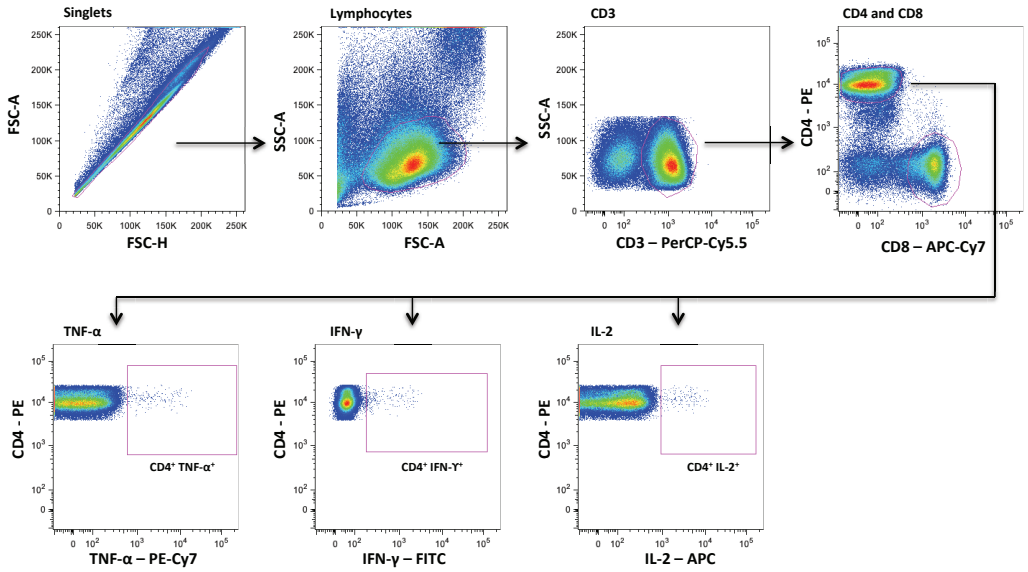 Singlets
250K
200K
150K
100K
50K
0
FSC-A
0 50K 100K 150K 200K 250K
FSC-H
Lymphocytes
250K
200K
150K
100K
50K
0
SSC-A
0 50K 100K 150K 200K 250K
FSC-A
CD3
250K
200K
150K
100K
50K
0
SSC-A
0 10² 10³ 10⁴ 10⁵
CD3 – PerCP-Cy5.5
CD4 and CD8
10⁵
10⁴
10³
10²
0
CD4 - PE
0 10² 10³ 10⁴ 10⁵
CD8 – APC-Cy7
TNF-α
10⁵
10⁴
10³
10²
0
CD4 - PE
CD4⁺ TNF-α⁺
0 10² 10³ 10⁴ 10⁵
TNF-α – PE-Cy7
IFN-γ
10⁵
10⁴
10³
10²
0
CD4 - PE
CD4⁺ IFN-ϒ⁺
0 10² 10³ 10⁴ 10⁵
IFN-γ – FITC
IL-2
10⁵
10⁴
10³
10²
0
CD4 - PE
CD4⁺ IL-2⁺
0 10² 10³ 10⁴ 10⁵
IL-2 – APC